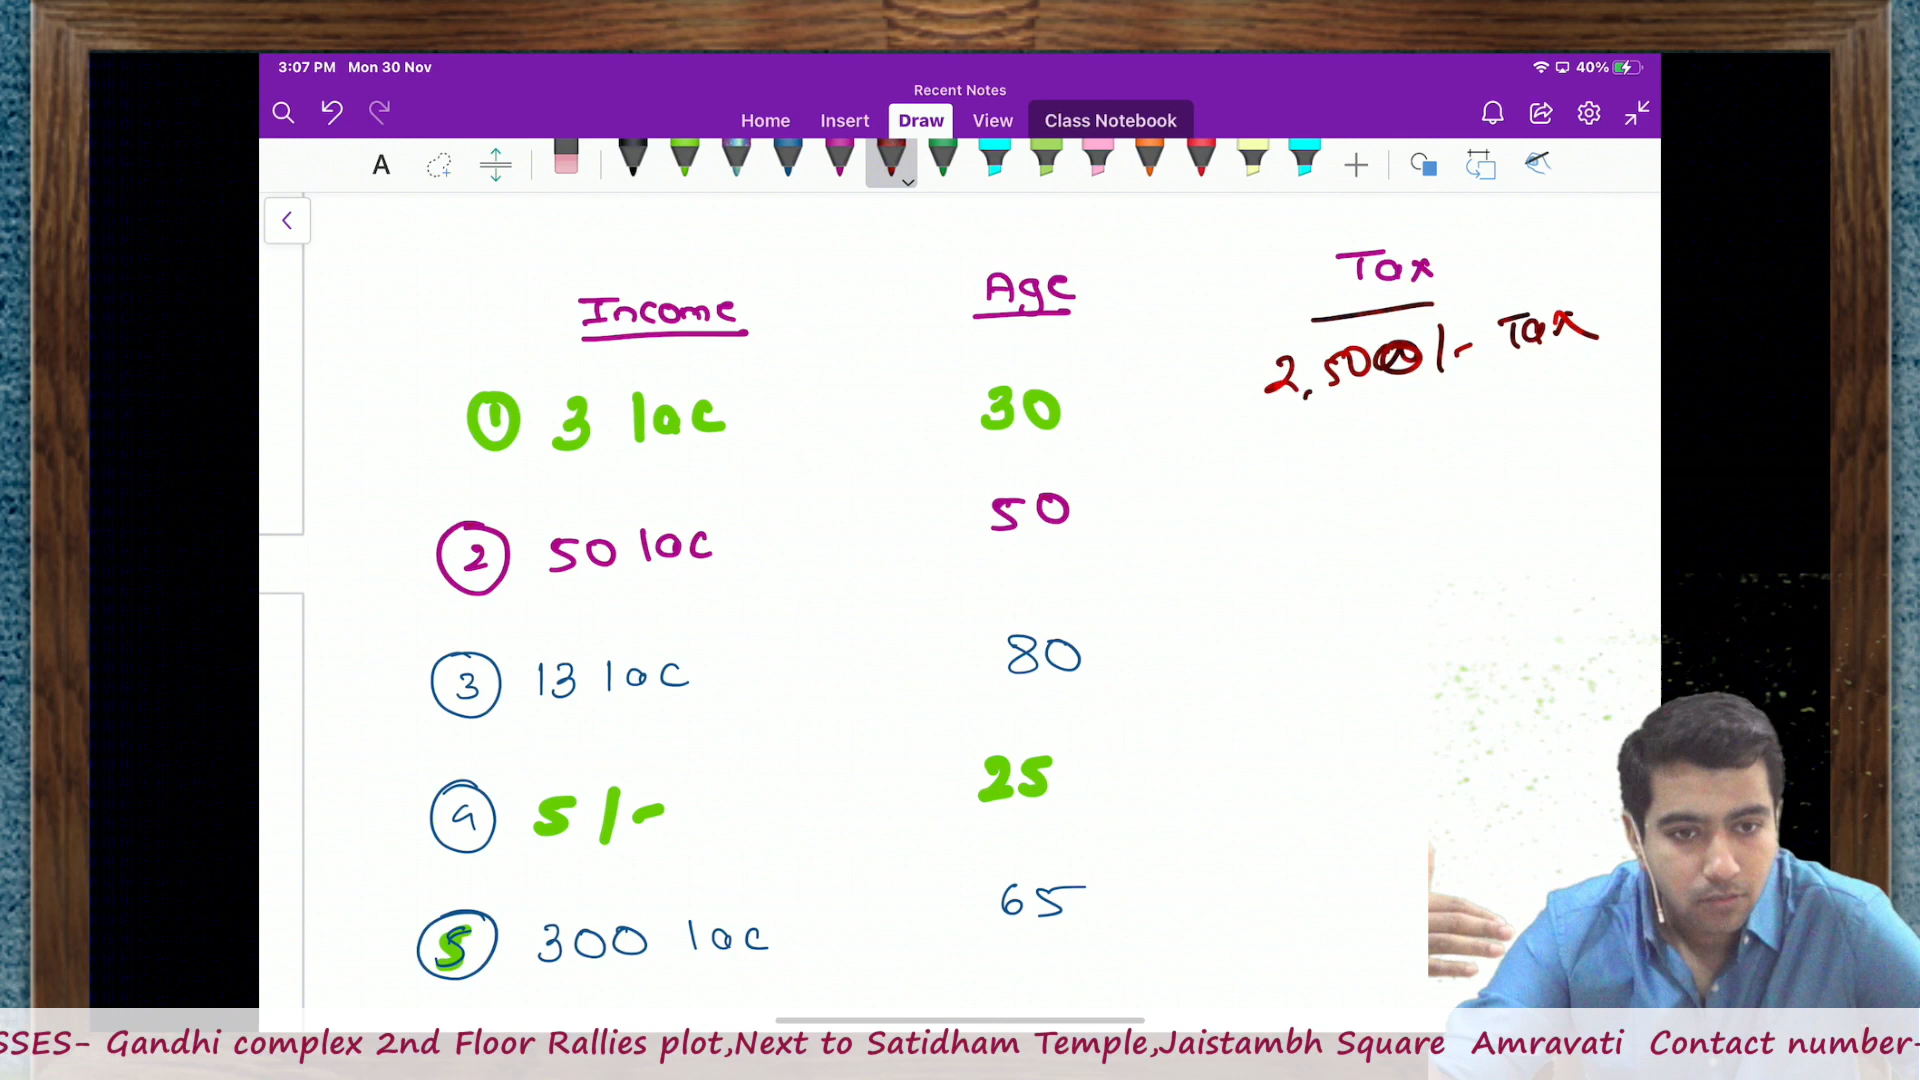 3:07 PM Mon 30 Nov
40%
Recent Notes
Home Insert Draw View Class Notebook
A
Tax
Income Age
2,500/- Tax
① 3 lac 30
② 50 lac 50
③ 13 lac 80
④ 5/- 25
⑤ 300 lac 65
SSES- Gandhi complex 2nd Floor Rallies plot,Next to Satidham Temple,Jaistambh Square Amravati Contact number-